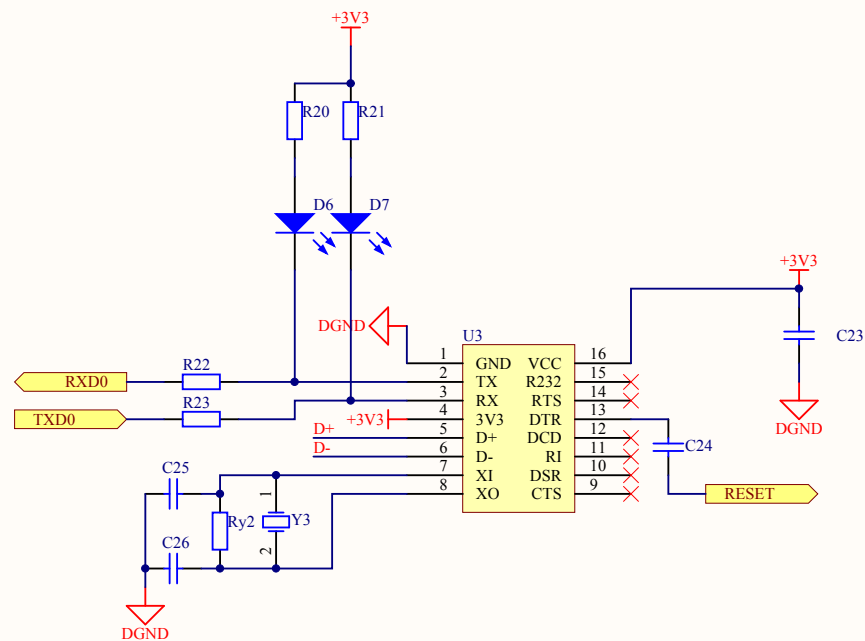 +3V3
R20 R21
D6 D7
+3V3
DGND U3 C23
1 GND VCC 16
R22
RXD0 2 TX R232 15
R23
3 RX RTS 14
TXD0 +3V3 4 3V3 DTR 13
DGND
D+ 5 D+ DCD 12
C24
D- 6 D- RI 11
C25 7 XI DSR 10
1
8 XO CTS 9 RESET
Ry2 Y3
C26 2
DGND